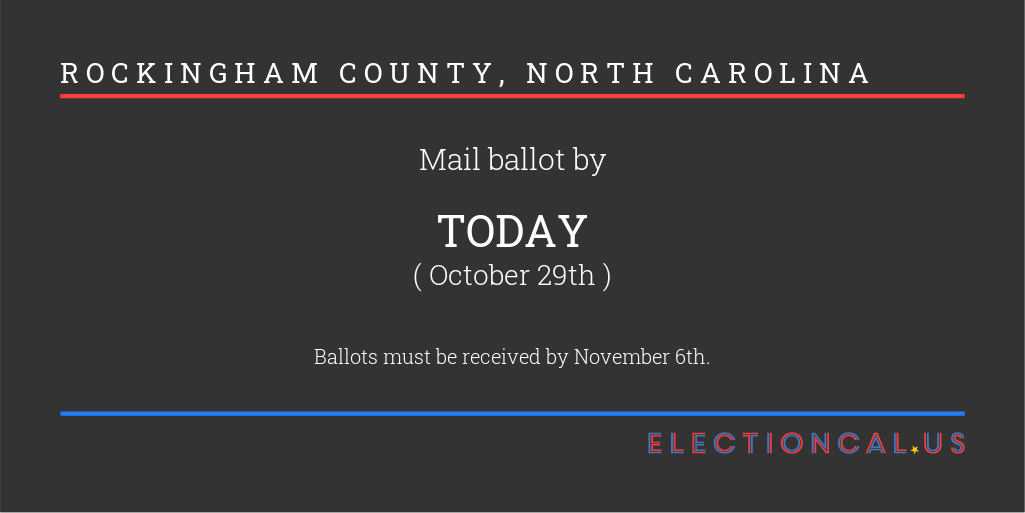 ROCKINGHAM COUNTY, NORTH CAROLINA
Mail ballot by
TODAY
( October 29th )
Ballots must be received by November 6th.
ELECTIONCAL.US